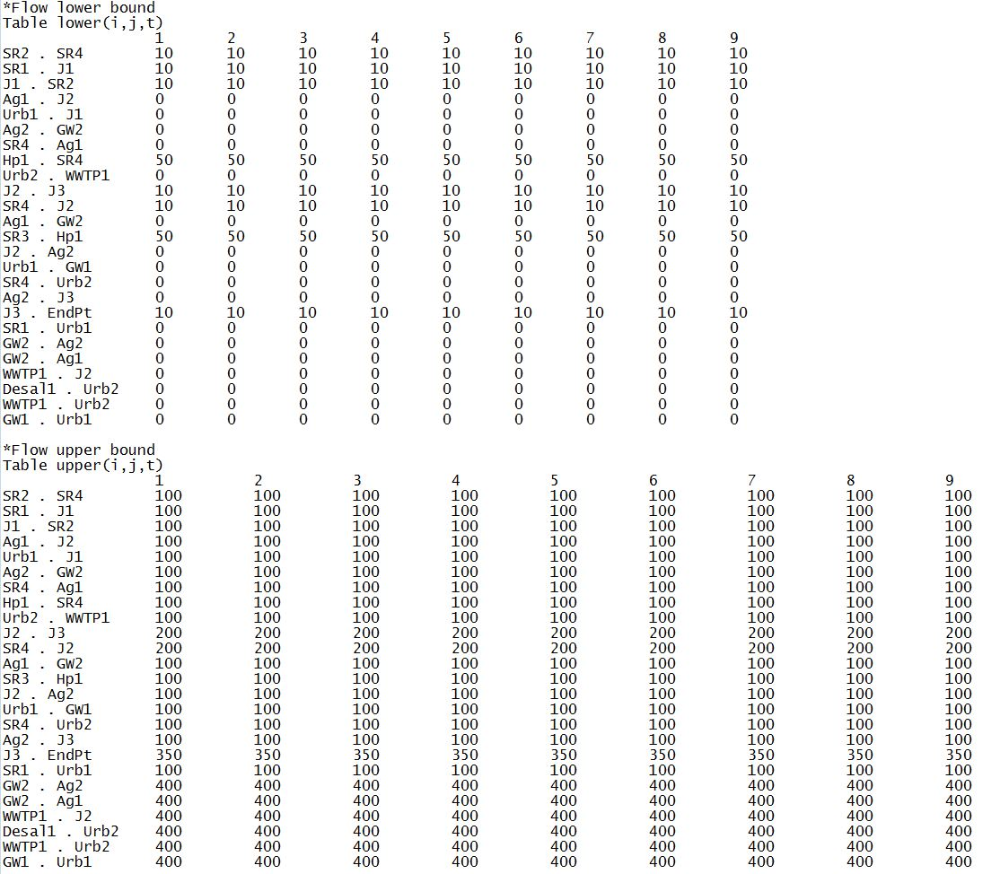 *Flow lower bound
Table lower(i,j,t)
1 2 3 4 5 6 7 8 9
SR2 . SR4 10 10 10 10 10 10 10 10 10
SR1 . J1 10 10 10 10 10 10 10 10 10
J1 . SR2 10 10 10 10 10 10 10 10 10
Ag1 . J2 0 0 0 0 0 0 0 0 0
Urb1 . J1 0 0 0 0 0 0 0 0 0
Ag2 . GW2 0 0 0 0 0 0 0 0 0
SR4 . Ag1 0 0 0 0 0 0 0 0 0
Hp1 . SR4 50 50 50 50 50 50 50 50 50
Urb2 . WWTP1 0 0 0 0 0 0 0 0 0
J2 . J3 10 10 10 10 10 10 10 10 10
SR4 . J2 10 10 10 10 10 10 10 10 10
Ag1 . GW2 0 0 0 0 0 0 0 0 0
SR3 . Hp1 50 50 50 50 50 50 50 50 50
J2 . Ag2 0 0 0 0 0 0 0 0 0
Urb1 . GW1 0 0 0 0 0 0 0 0 0
SR4 . Urb2 0 0 0 0 0 0 0 0 0
Ag2 . J3 0 0 0 0 0 0 0 0 0
J3 . EndPt 10 10 10 10 10 10 10 10 10
SR1 . Urb1 0 0 0 0 0 0 0 0 0
GW2 . Ag2 0 0 0 0 0 0 0 0 0
GW2 . Ag1 0 0 0 0 0 0 0 0 0
WWTP1 . J2 0 0 0 0 0 0 0 0 0
Desal1 . Urb2 0 0 0 0 0 0 0 0 0
WWTP1 . Urb2 0 0 0 0 0 0 0 0 0
GW1 . Urb1 0 0 0 0 0 0 0 0 0
*Flow upper bound
Table upper(i,j,t)
1 2 3 4 5 6 7 8 9
SR2 . SR4 100 100 100 100 100 100 100 100 100
SR1 . J1 100 100 100 100 100 100 100 100 100
J1 . SR2 100 100 100 100 100 100 100 100 100
Ag1 . J2 100 100 100 100 100 100 100 100 100
Urb1 . J1 100 100 100 100 100 100 100 100 100
Ag2 . GW2 100 100 100 100 100 100 100 100 100
SR4 . Ag1 100 100 100 100 100 100 100 100 100
Hp1 . SR4 100 100 100 100 100 100 100 100 100
Urb2 . WWTP1 100 100 100 100 100 100 100 100 100
J2 . J3 200 200 200 200 200 200 200 200 200
SR4 . J2 200 200 200 200 200 200 200 200 200
Ag1 . GW2 100 100 100 100 100 100 100 100 100
SR3 . Hp1 100 100 100 100 100 100 100 100 100
J2 . Ag2 100 100 100 100 100 100 100 100 100
Urb1 . GW1 100 100 100 100 100 100 100 100 100
SR4 . Urb2 100 100 100 100 100 100 100 100 100
Ag2 . J3 100 100 100 100 100 100 100 100 100
J3 . EndPt 350 350 350 350 350 350 350 350 350
SR1 . Urb1 100 100 100 100 100 100 100 100 100
GW2 . Ag2 400 400 400 400 400 400 400 400 400
GW2 . Ag1 400 400 400 400 400 400 400 400 400
WWTP1 . J2 400 400 400 400 400 400 400 400 400
Desal1 . Urb2 400 400 400 400 400 400 400 400 400
WWTP1 . Urb2 400 400 400 400 400 400 400 400 400
GW1 . Urb1 400 400 400 400 400 400 400 400 400